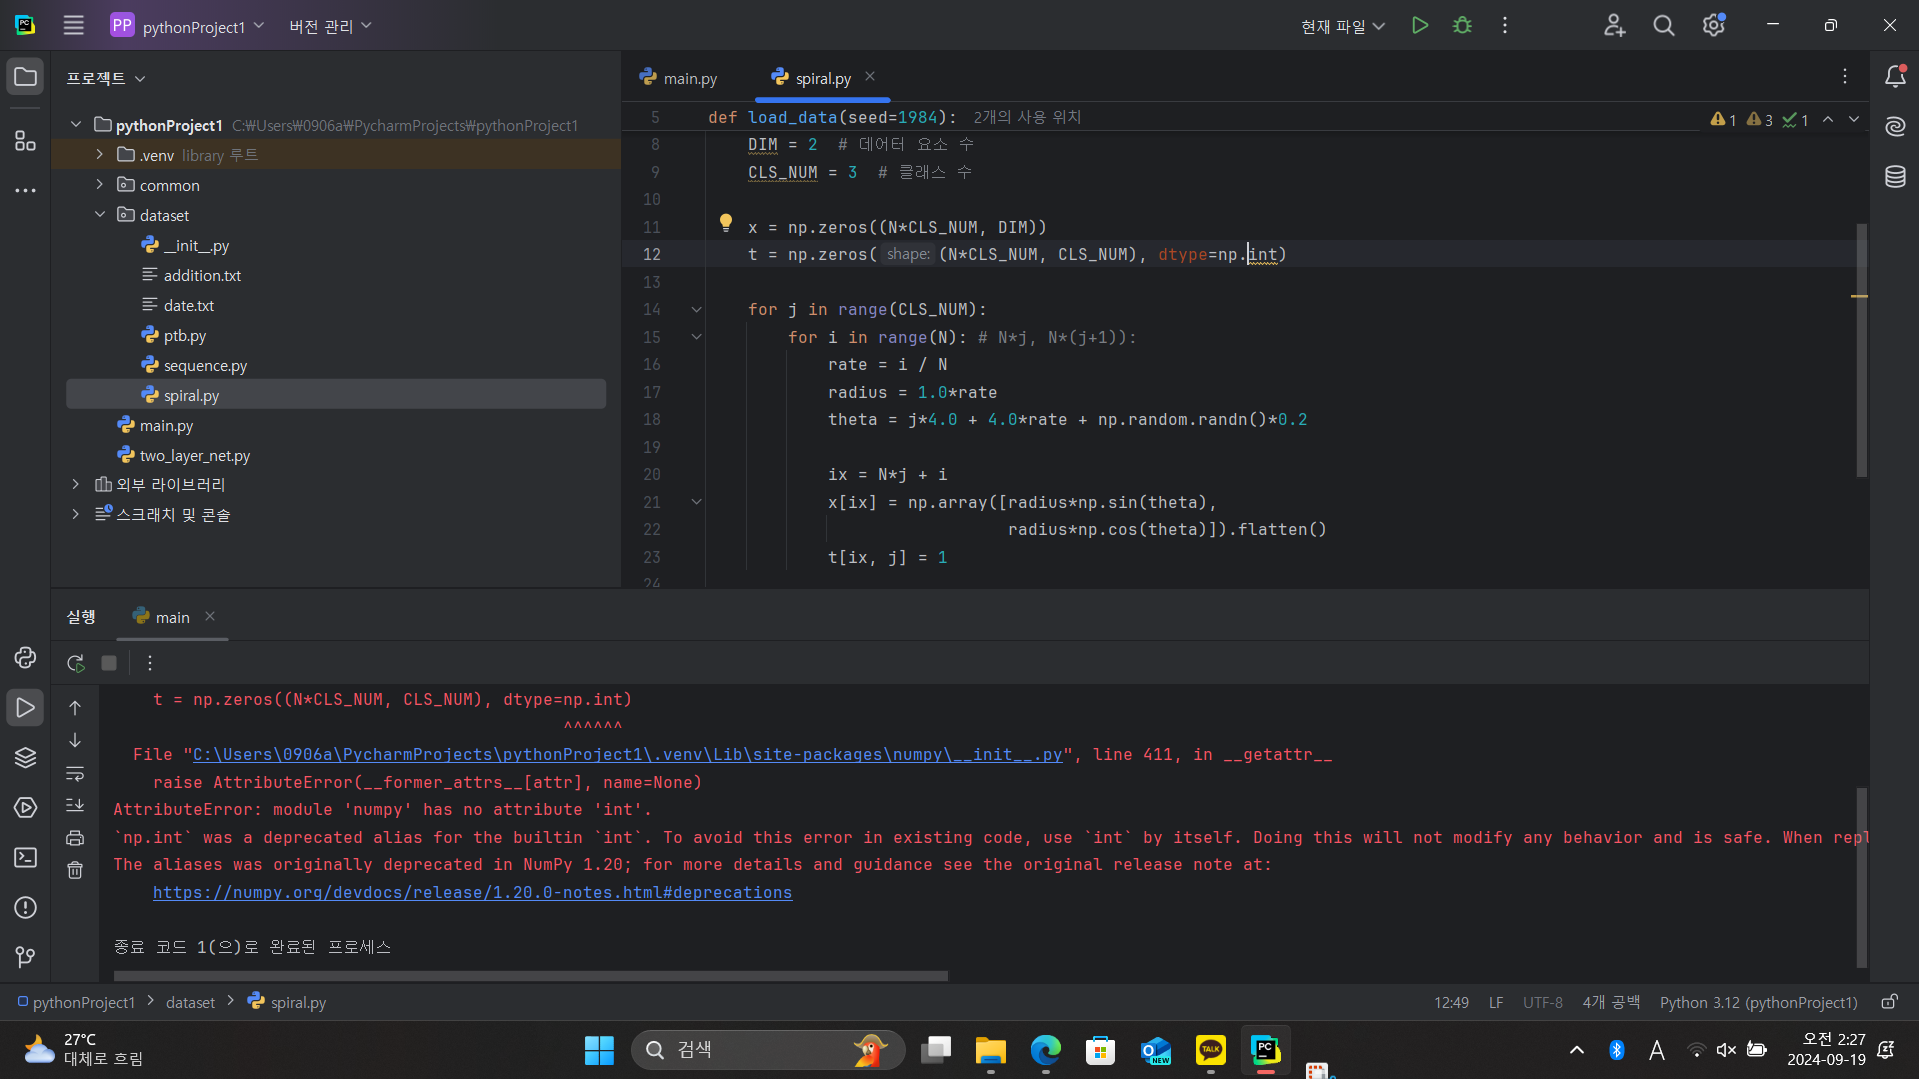 PC
PP pythonProject1
버전 관리
현재 파일
프로젝트
pythonProject1 C:₩Users₩0906a₩PycharmProjects₩pythonProject1
.venv library 루트
common
dataset
__init__.py
addition.txt
date.txt
ptb.py
sequence.py
spiral.py
main.py
two_layer_net.py
외부 라이브러리
스크래치 및 콘솔
main.py
spiral.py
5 def load_data(seed=1984): 2개의 사용 위치
1 3 1
8 DIM = 2 # 데어터 요소 수
9 CLS_NUM = 3 # 클래스 수
10
11 x = np.zeros((N*CLS_NUM, DIM))
12 t = np.zeros( shape: (N*CLS_NUM, CLS_NUM), dtype=np.int)
13
14 for j in range(CLS_NUM):
15 for i in range(N): # N*j, N*(j+1)):
16 rate = i / N
17 radius = 1.0*rate
18 theta = j*4.0 + 4.0*rate + np.random.randn()*0.2
19
20 ix = N*j + i
21 x[ix] = np.array([radius*np.sin(theta),
22 radius*np.cos(theta)]).flatten()
23 t[ix, j] = 1
24
실행
main
t = np.zeros((N*CLS_NUM, CLS_NUM), dtype=np.int)
^^^^^^
File "C:\Users\0906a\PycharmProjects\pythonProject1\.venv\Lib\site-packages\numpy\__init__.py", line 411, in __getattr__
raise AttributeError(__former_attrs__[attr], name=None)
AttributeError: module 'numpy' has no attribute 'int'.
`np.int` was a deprecated alias for the builtin `int`. To avoid this error in existing code, use `int` by itself. Doing this will not modify any behavior and is safe. When repl
The aliases was originally deprecated in NumPy 1.20; for more details and guidance see the original release note at:
https://numpy.org/devdocs/release/1.20.0-notes.html#deprecations
종료 코드 1(으)로 완료된 프로세스
pythonProject1 > dataset > spiral.py
12:49 LF UTF-8 4개 공백 Python 3.12 (pythonProject1)
27°C
대체로 흐림
검색
NEW
TALK
PC
A
오전 2:27
2024-09-19